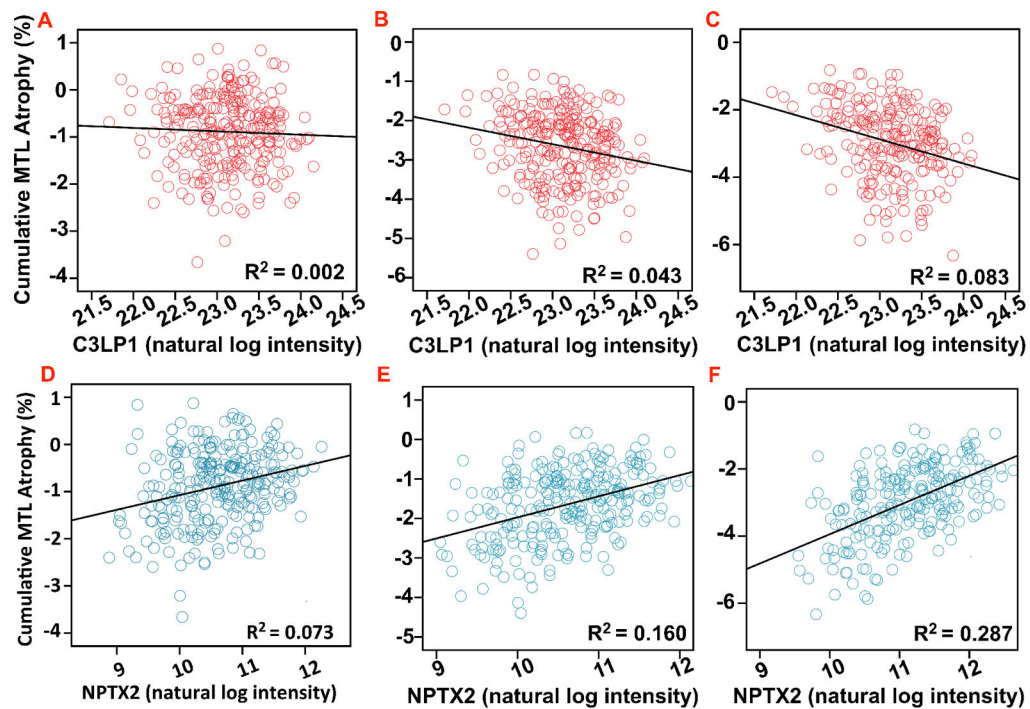 A
B
C
Cumulative MTL Atrophy (%)
1
0
-1
-2
-3
-4
R² = 0.002
21.5 22.0 22.5 23.0 23.5 24.0 24.5
C3LP1 (natural log intensity)
0
-1
-2
-3
-4
-5
-6
R² = 0.043
21.5 22.0 22.5 23.0 23.5 24.0 24.5
C3LP1 (natural log intensity)
0
-2
-4
-6
R² = 0.083
21.5 22.0 22.5 23.0 23.5 24.0 24.5
C3LP1 (natural log intensity)
D
E
F
Cumulative MTL Atrophy (%)
1
0
-1
-2
-3
-4
R² = 0.073
9 10 11 12
NPTX2 (natural log intensity)
1
0
-1
-2
-3
-4
-5
R² = 0.160
9 10 11 12
NPTX2 (natural log intensity)
0
-2
-4
-6
R² = 0.287
9 10 11 12
NPTX2 (natural log intensity)